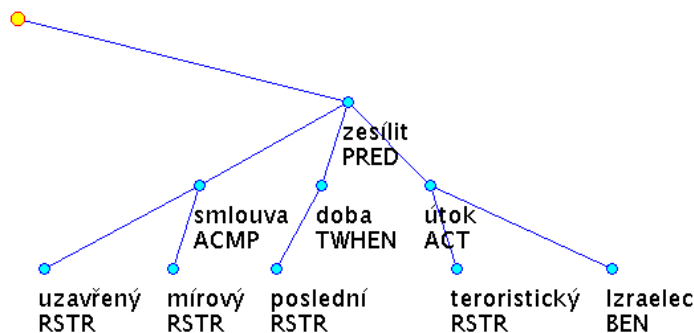 zesílit
PRED
smlouva doba útok
ACMP TWHEN ACT
uzavřený mírový poslední teroristický Izraelec
RSTR RSTR RSTR RSTR BEN